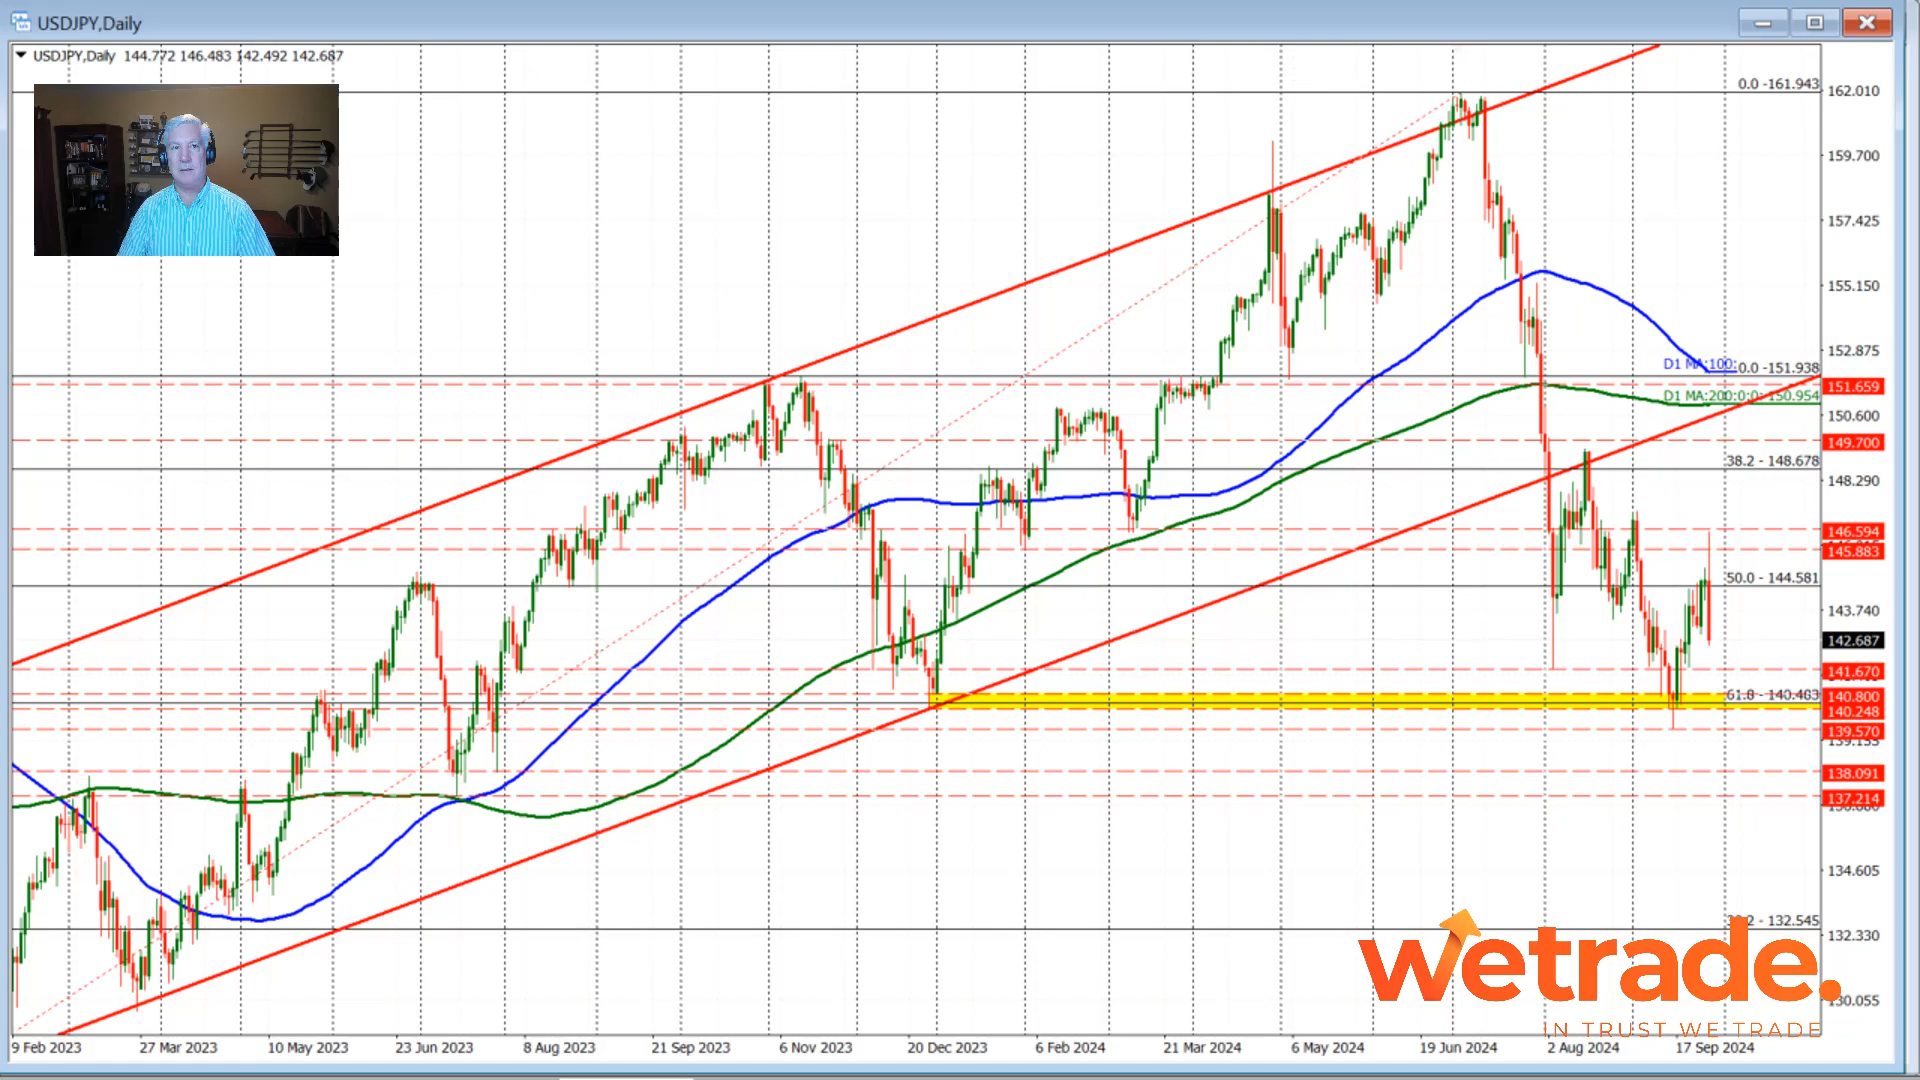 USDJPY,Daily
USDJPY,Daily 144.772 146.483 142.492 142.687
0.0 -161.943
162.010
159.700
157.425
155.150
152.875
D1 MA:100:
0.0 -151.938
151.659
D1 MA:200:0:0: 150.954
150.600
149.700
38.2 - 148.678
148.290
146.594
145.883
50.0 - 144.581
143.740
142.687
141.670
61.8 - 140.463
140.800
140.248
139.570
139.135
138.091
137.214
134.605
- 132.545
132.330
130.055
wetrade.
IN TRUST WE TRADE
9 Feb 2023 27 Mar 2023 10 May 2023 23 Jun 2023 8 Aug 2023 21 Sep 2023 6 Nov 2023 20 Dec 2023 6 Feb 2024 21 Mar 2024 6 May 2024 19 Jun 2024 2 Aug 2024 17 Sep 2024